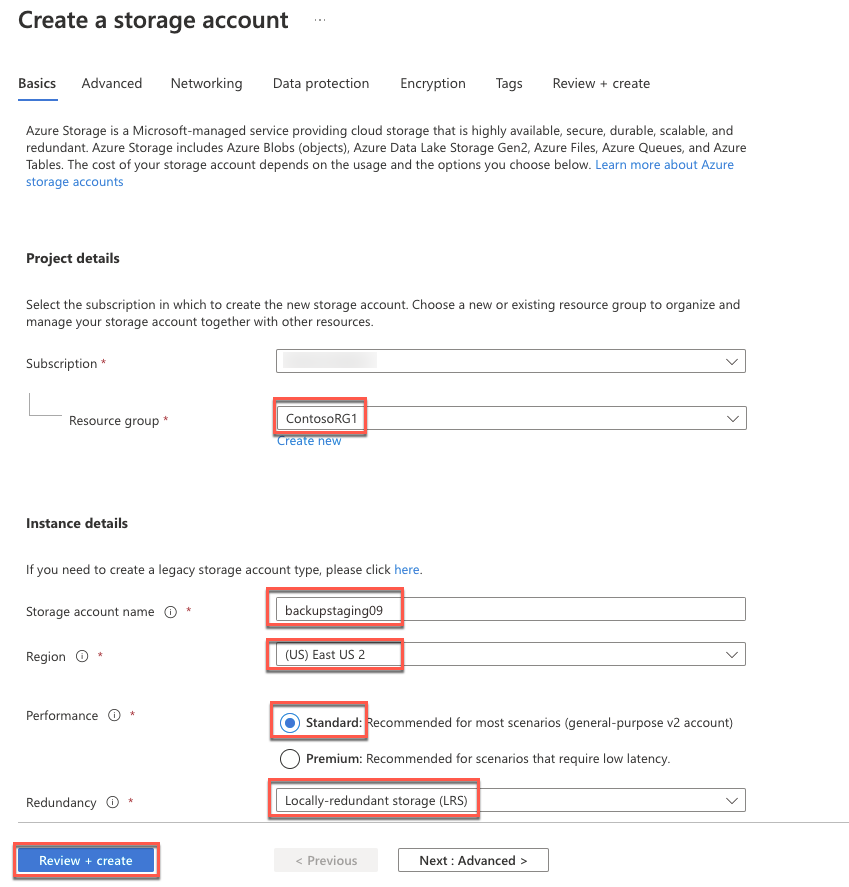 Create a storage account ...
Basics Advanced Networking Data protection Encryption Tags Review + create
Azure Storage is a Microsoft-managed service providing cloud storage that is highly available, secure, durable, scalable, and
redundant. Azure Storage includes Azure Blobs (objects), Azure Data Lake Storage Gen2, Azure Files, Azure Queues, and Azure
Tables. The cost of your storage account depends on the usage and the options you choose below. Learn more about Azure
storage accounts
Project details
Select the subscription in which to create the new storage account. Choose a new or existing resource group to organize and
manage your storage account together with other resources.
Subscription *
Resource group * ContosoRG1
Create new
Instance details
If you need to create a legacy storage account type, please click here.
Storage account name * backupstaging09
Region * (US) East US 2
Performance * Standard: Recommended for most scenarios (general-purpose v2 account)
Premium: Recommended for scenarios that require low latency.
Redundancy * Locally-redundant storage (LRS)
Review + create < Previous Next : Advanced >